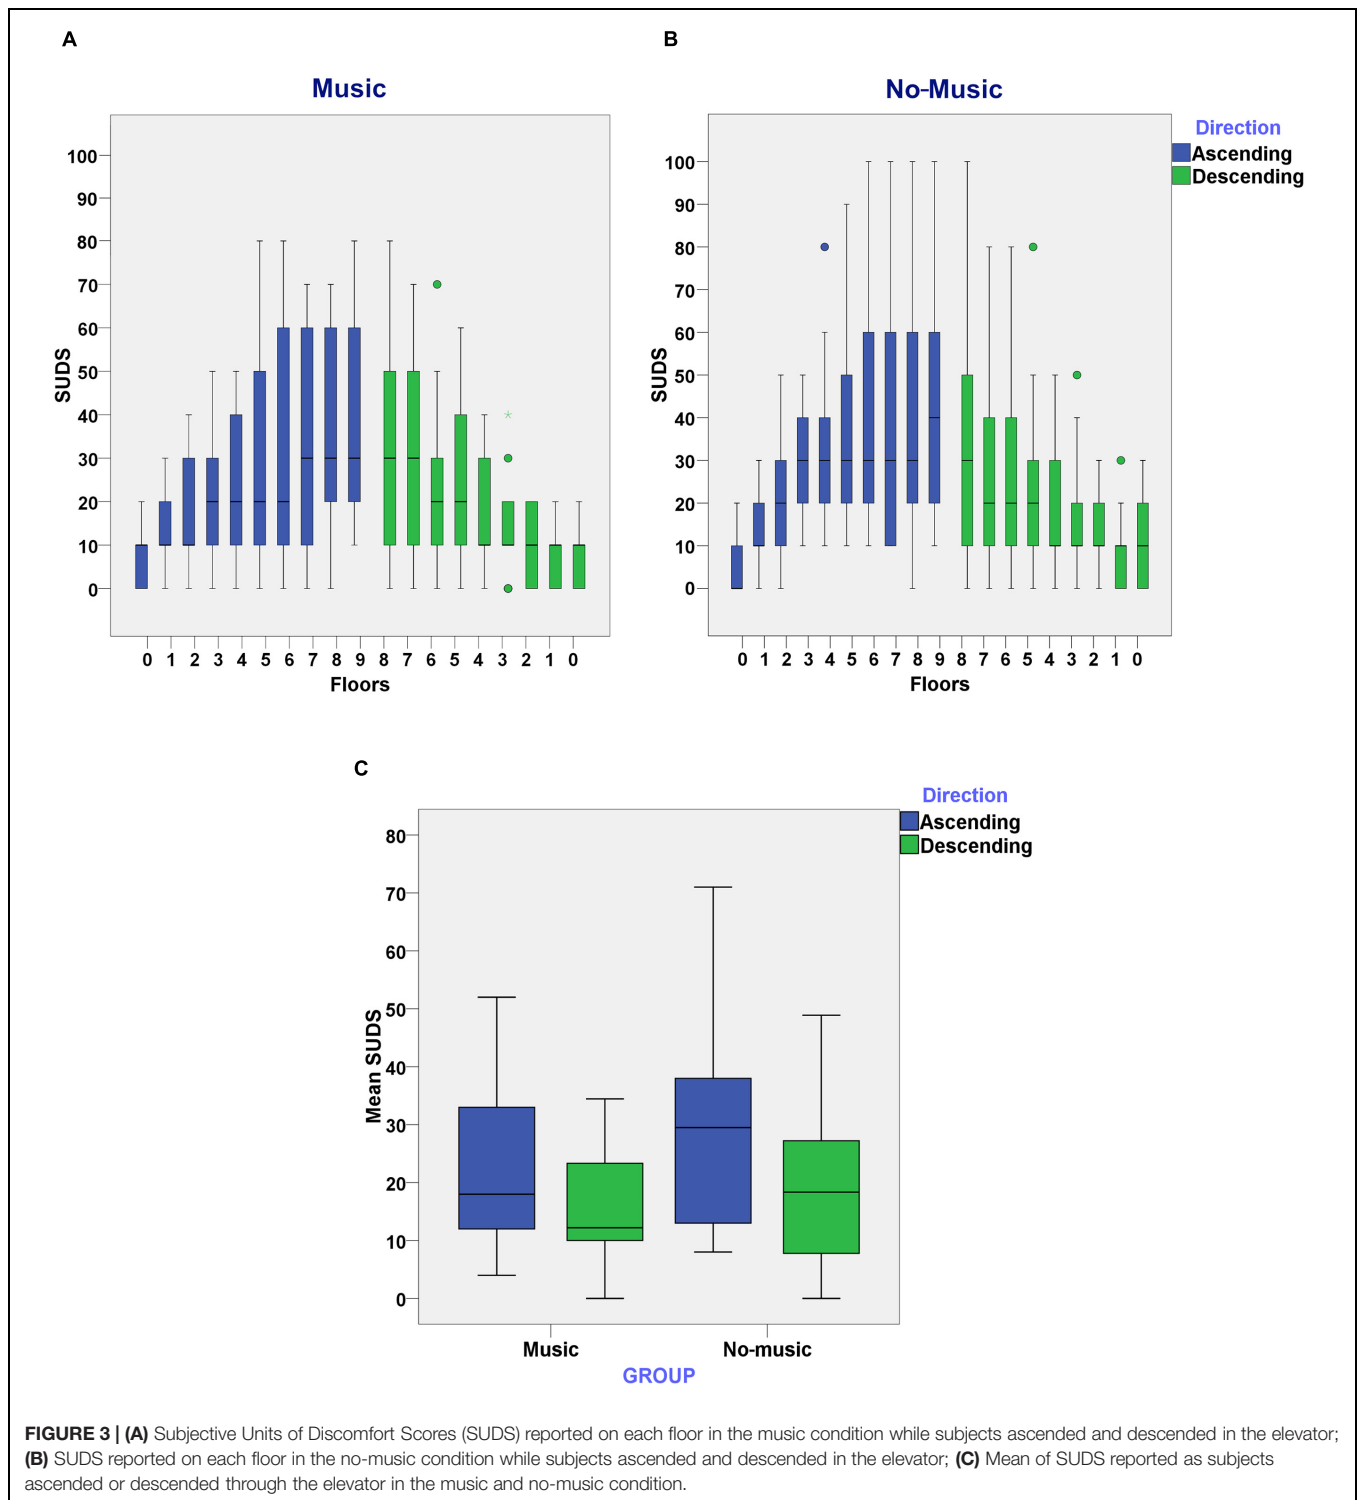 A
B
Music
No-Music
Direction
Ascending
Descending
100
90
80
70
60
50
40
30
20
10
0
SUDS
0 1 2 3 4 5 6 7 8 9 8 7 6 5 4 3 2 1 0
Floors
100
90
80
70
60
50
40
30
20
10
0
SUDS
0 1 2 3 4 5 6 7 8 9 8 7 6 5 4 3 2 1 0
Floors
C
Direction
Ascending
Descending
80
70
60
50
40
30
20
10
0
Mean SUDS
Music No-music
GROUP
FIGURE 3 | (A) Subjective Units of Discomfort Scores (SUDS) reported on each floor in the music condition while subjects ascended and descended in the elevator;
(B) SUDS reported on each floor in the no-music condition while subjects ascended and descended in the elevator; (C) Mean of SUDS reported as subjects
ascended or descended through the elevator in the music and no-music condition.